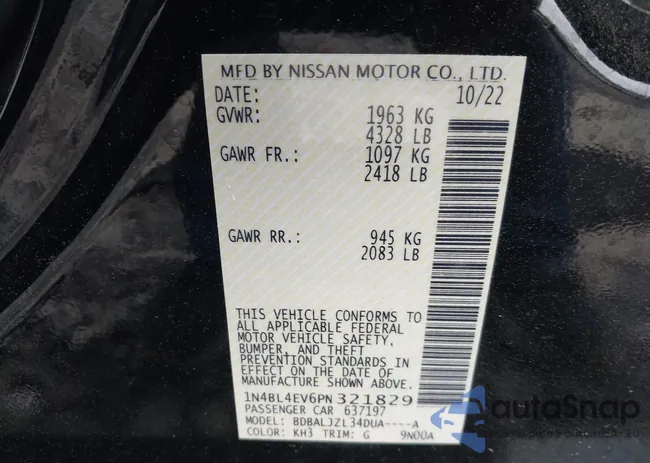 MFD BY NISSAN MOTOR CO., LTD.
DATE: 10/22
GVWR: 1963 KG
4328 LB
GAWR FR.: 1097 KG
2418 LB
GAWR RR.: 945 KG
2083 LB
THIS VEHICLE CONFORMS TO
ALL APPLICABLE FEDERAL
MOTOR VEHICLE SAFETY,
BUMPER, AND THEFT
PREVENTION STANDARDS IN
EFFECT ON THE DATE OF
MANUFACTURE SHOWN ABOVE.
1N4BL4EV6PN 321829
PASSENGER CAR 637197
MODEL: BDBALJZL34DUA----A
COLOR: KH3 TRIM: G 9N00A
autoSnap